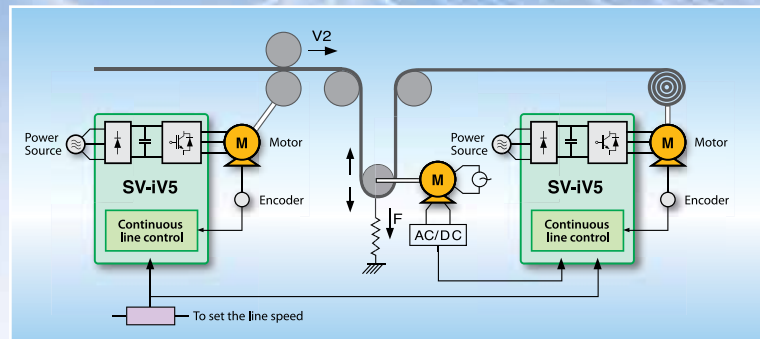 V2
Power
Source
M
Motor
SV-iV5
Encoder
Continuous
line control
M
F
AC/DC
Power
Source
M
Motor
SV-iV5
Encoder
Continuous
line control
To set the line speed